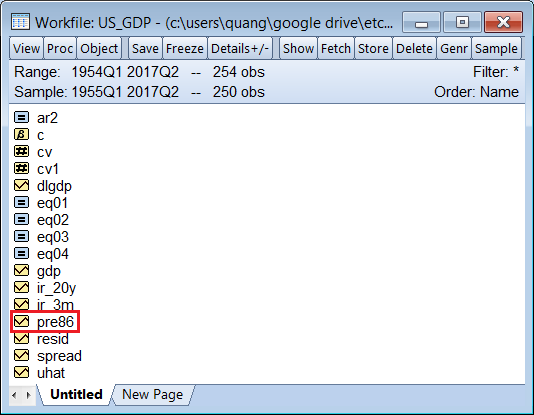 Workfile: US_GDP - (c:\users\quang\google drive\etc...
View Proc Object Save Freeze Details+/- Show Fetch Store Delete Genr Sample
Range: 1954Q1 2017Q2 -- 254 obs Filter: *
Sample: 1955Q1 2017Q2 -- 250 obs Order: Name
ar2
β c
cv
cv1
dlgdp
eq01
eq02
eq03
eq04
gdp
ir_20y
ir_3m
pre86
resid
spread
uhat
Untitled New Page